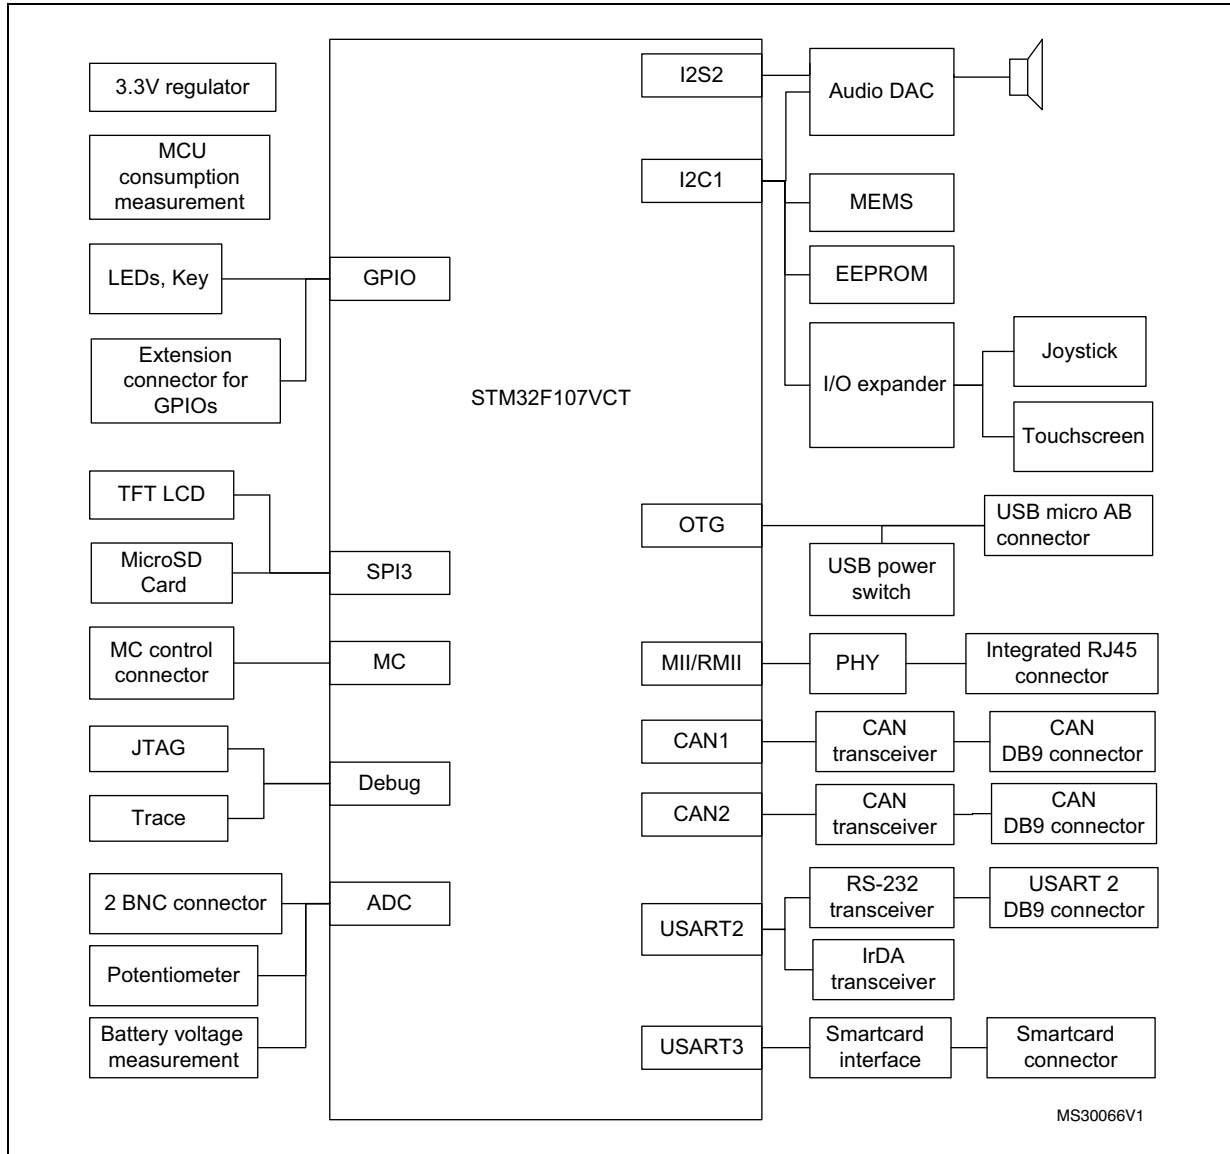 3.3V regulator
MCU
consumption
measurement
LEDs, Key
Extension
connector for
GPIOs
TFT LCD
MicroSD
Card
MC control
connector
JTAG
Trace
2 BNC connector
Potentiometer
Battery voltage
measurement
GPIO
SPI3
MC
Debug
ADC
STM32F107VCT
I2S2
I2C1
OTG
MII/RMII
CAN1
CAN2
USART2
USART3
Audio DAC
MEMS
EEPROM
I/O expander
Joystick
Touchscreen
USB micro AB
connector
USB power
switch
PHY
Integrated RJ45
connector
CAN
transceiver
CAN
DB9 connector
CAN
transceiver
CAN
DB9 connector
RS-232
transceiver
USART 2
DB9 connector
IrDA
transceiver
Smartcard
interface
Smartcard
connector
MS30066V1